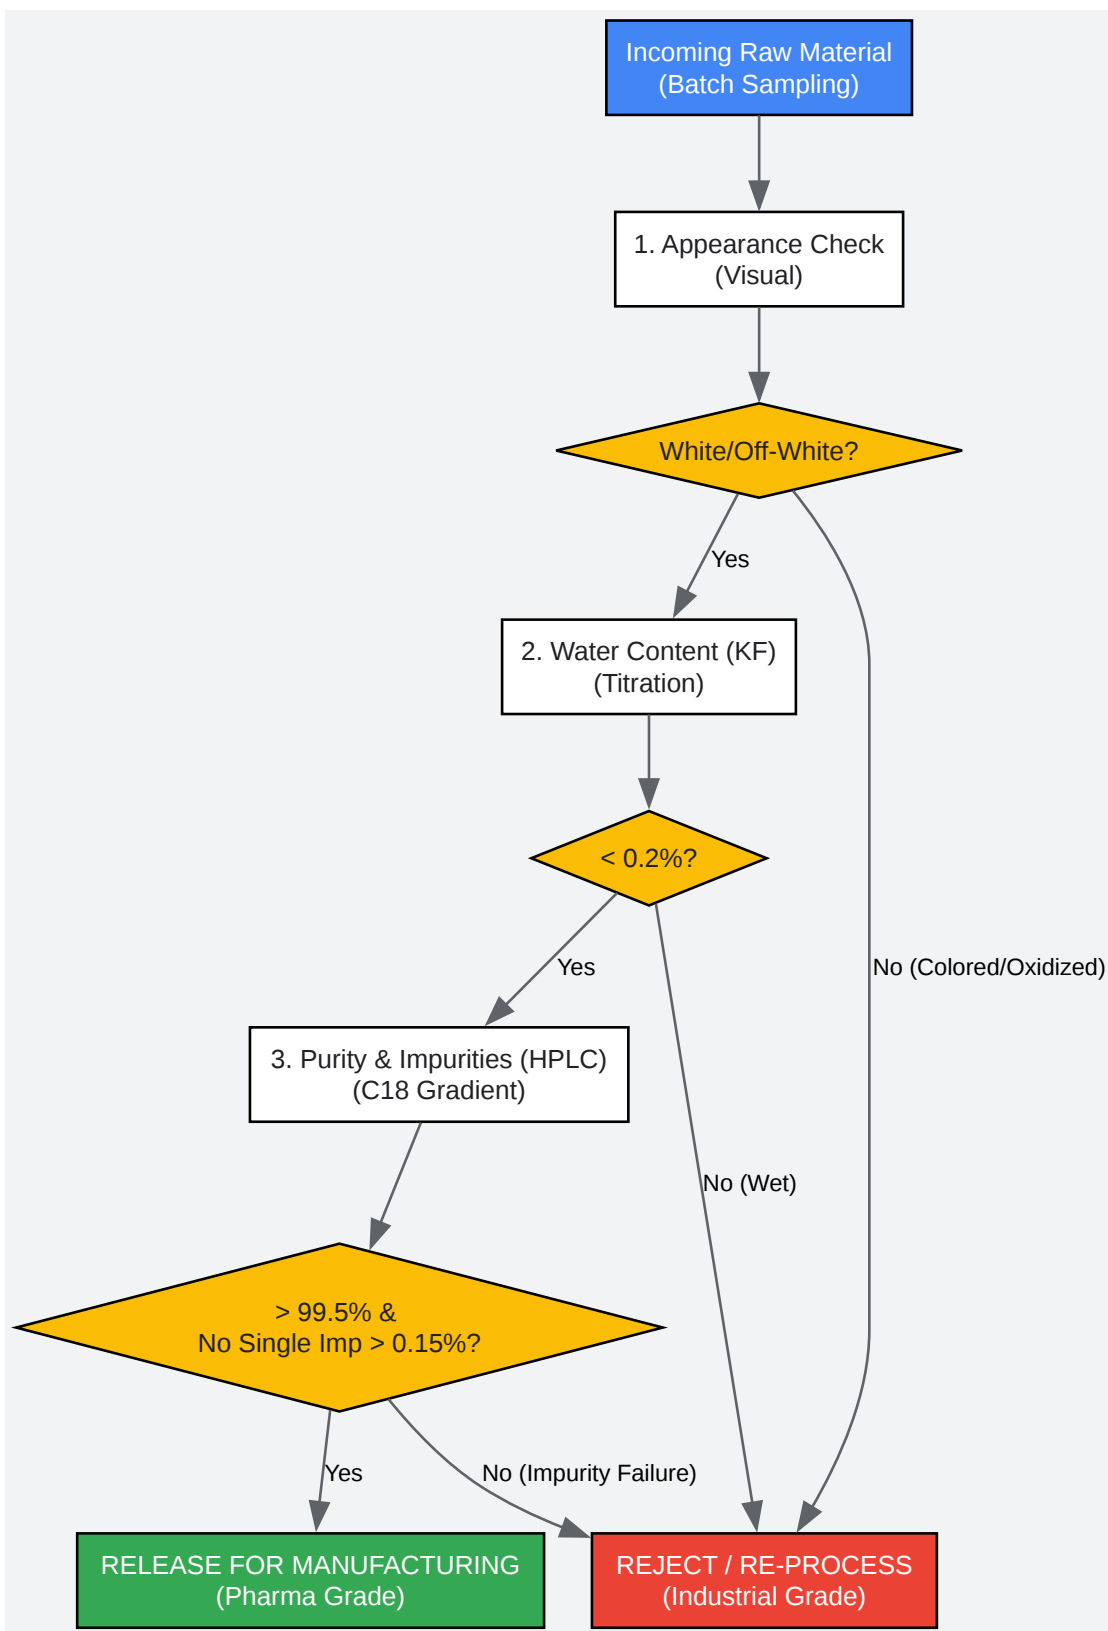 Incoming Raw Material
(Batch Sampling)
1. Appearance Check
(Visual)
White/Off-White?
Yes
2. Water Content (KF)
(Titration)
< 0.2%?
Yes
No (Colored/Oxidized)
3. Purity & Impurities (HPLC)
(C18 Gradient)
No (Wet)
> 99.5% &
No Single Imp > 0.15%?
Yes
No (Impurity Failure)
RELEASE FOR MANUFACTURING
(Pharma Grade)
REJECT / RE-PROCESS
(Industrial Grade)